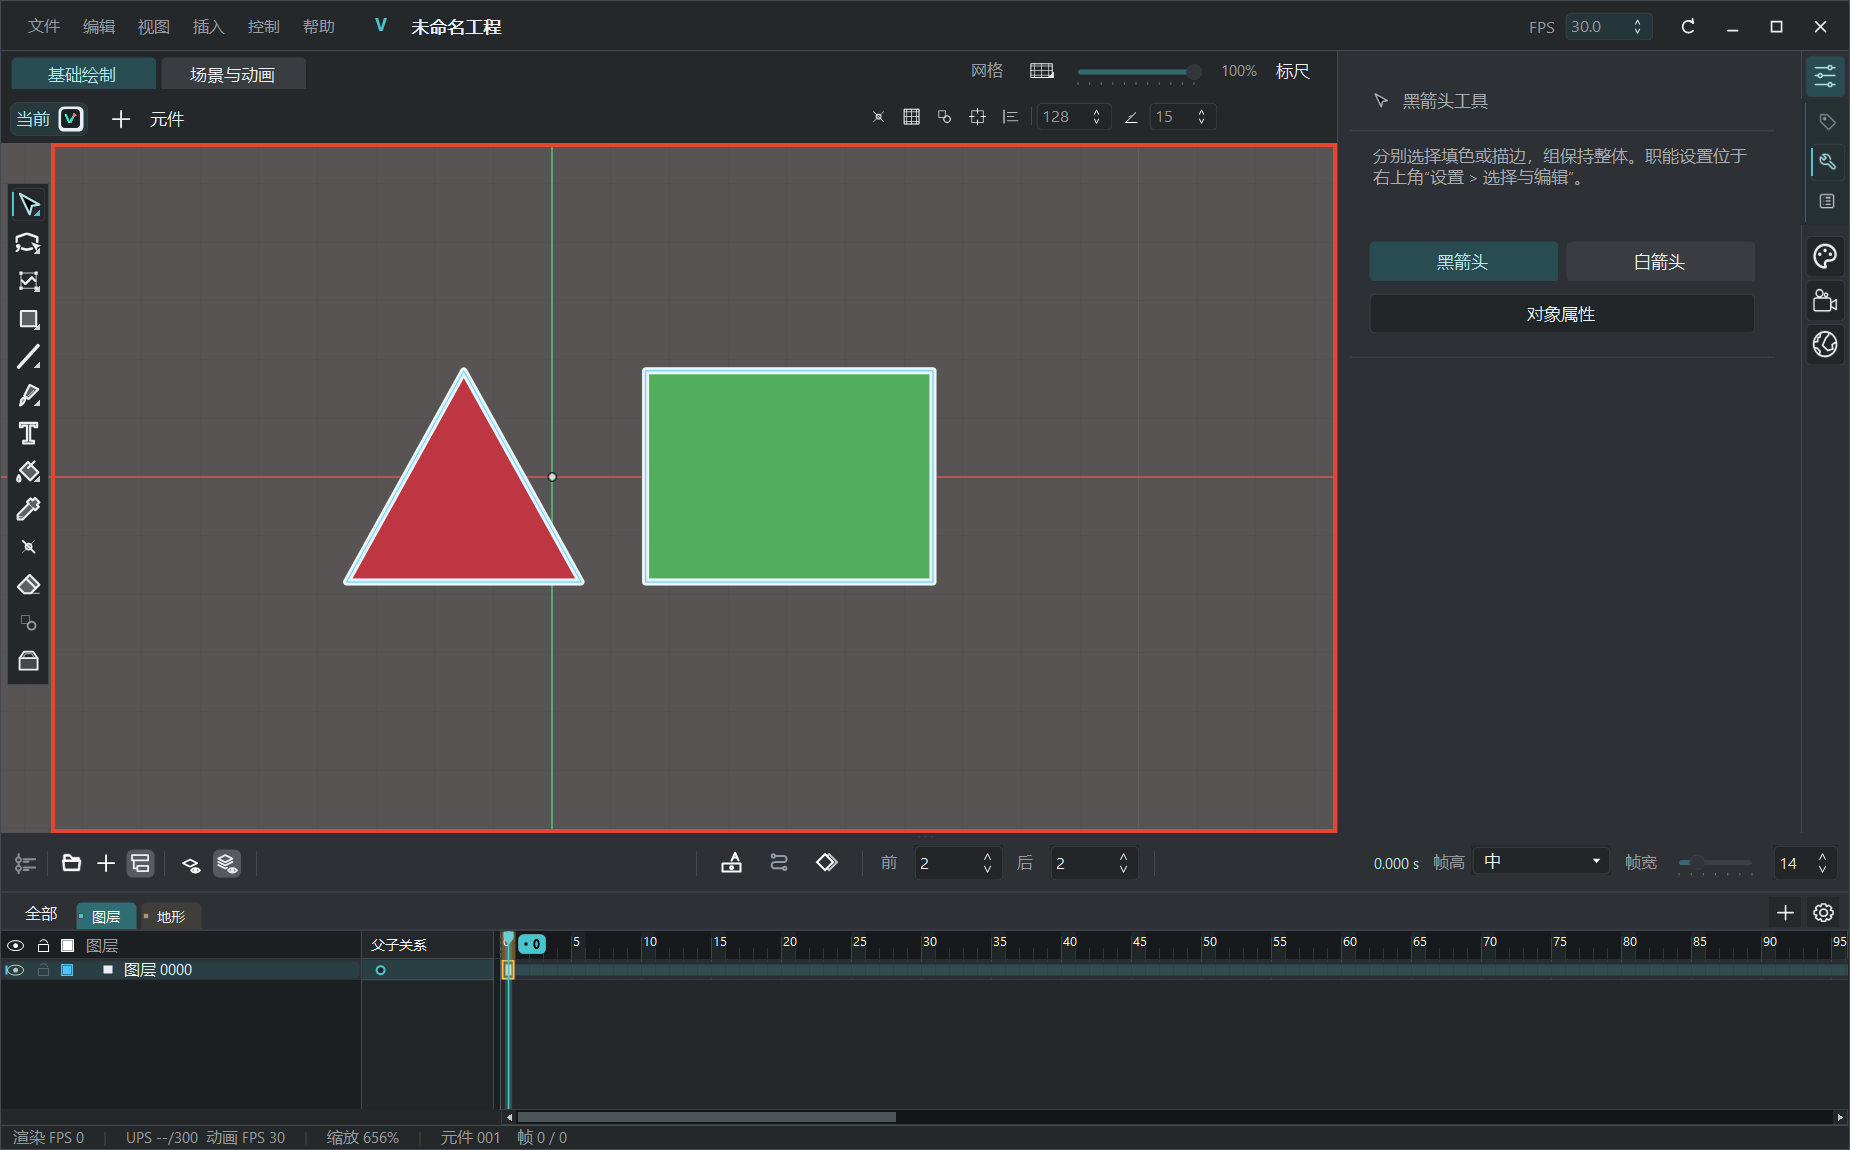 文件 编辑 视图 插入 控制 帮助 V 未命名工程 FPS 30.0
基础绘制 场景与动画 网格 100% 标尺
当前 元件 128 15
黑箭头工具
分别选择填色或描边，组保持整体。职能设置位于
右上角“设置 > 选择与编辑”。
黑箭头 白箭头
对象属性
前 2 后 2 0.000 s 帧高 中 帧宽 14
全部 图层 地形
图层 父子关系 0 5 10 15 20 25 30 35 40 45 50 55 60 65 70 75 80 85 90 95
图层 0000
渲染 FPS 0 UPS --/300 动画 FPS 30 缩放 656% 元件 001 帧 0 / 0